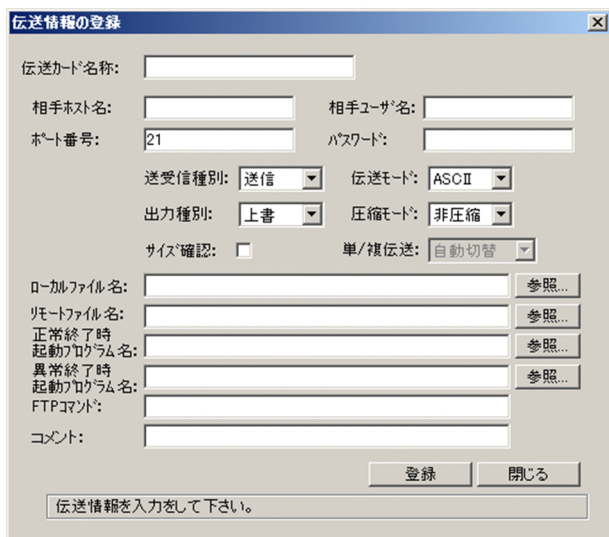 伝送情報の登録
伝送ｶｰﾄﾞ名称:
相手ﾎｽﾄ名: 相手ﾕｰｻﾞ名:
ﾎﾟｰﾄ番号: 21 ﾊﾟｽﾜｰﾄﾞ:
送受信種別: 送信 伝送ﾓｰﾄﾞ: ASCII
出力種別: 上書 圧縮ﾓｰﾄﾞ: 非圧縮
ｻｲｽﾞ確認: 単/複伝送: 自動切替
ﾛｰｶﾙﾌｧｲﾙ名: 参照...
ﾘﾓｰﾄﾌｧｲﾙ名: 参照...
正常終了時
起動ﾌﾟﾛｸﾞﾗﾑ名: 参照...
異常終了時
起動ﾌﾟﾛｸﾞﾗﾑ名: 参照...
FTPｺﾏﾝﾄﾞ:
ｺﾒﾝﾄ:
登録 閉じる
伝送情報を入力をして下さい。